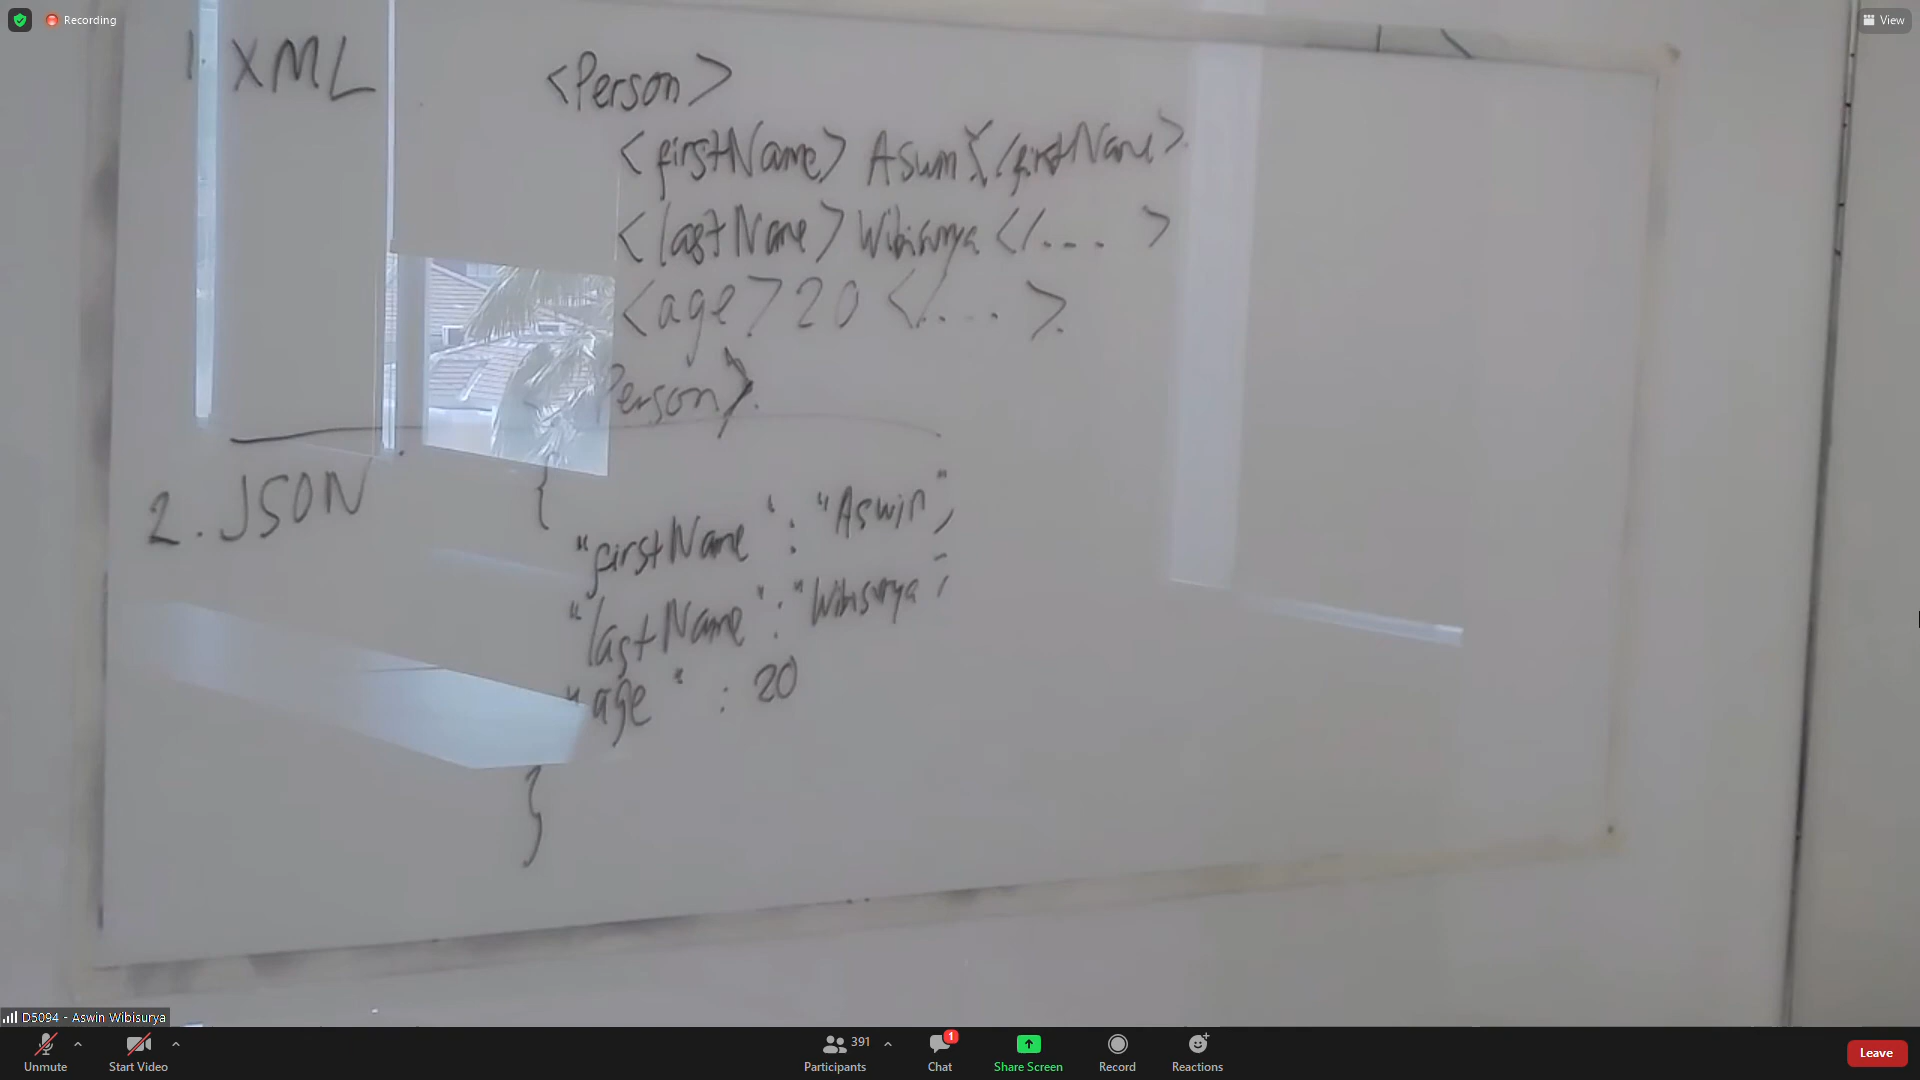 Recording
View
1. XML
<Person>
<firstName> Aswin </firstName>
<lastName> Wibisurya </... >
<age> 20 </... >
Person>
2. JSON
{
"firstName" : "Aswin",
"lastName" : "Wibisurya",
"age" : 20
}
D5094 - Aswin Wibisurya
Unmute
Start Video
391
Participants
1
Chat
Share Screen
Record
Reactions
Leave